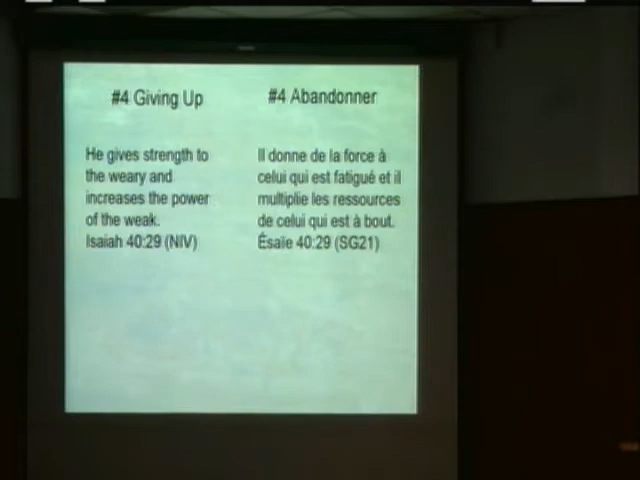 #4 Giving Up
He gives strength to
the weary and
increases the power
of the weak.
Isaiah 40:29 (NIV)
#4 Abandonner
Il donne de la force à
celui qui est fatigué et il
multiplie les ressources
de celui qui est à bout.
Ésaïe 40:29 (SG21)